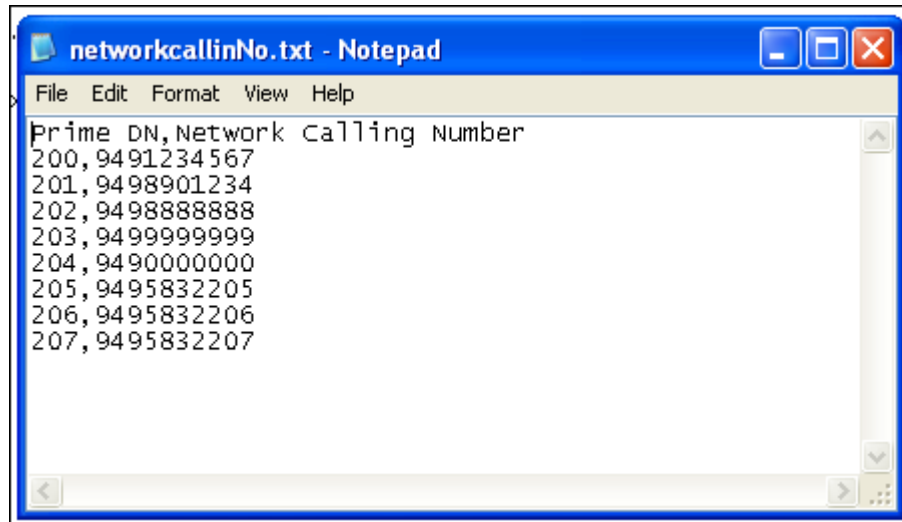 networkcallinNo.txt - Notepad
File Edit Format View Help
Prime DN,Network Calling Number
200,9491234567
201,9498901234
202,9498888888
203,9499999999
204,9490000000
205,9495832205
206,9495832206
207,9495832207